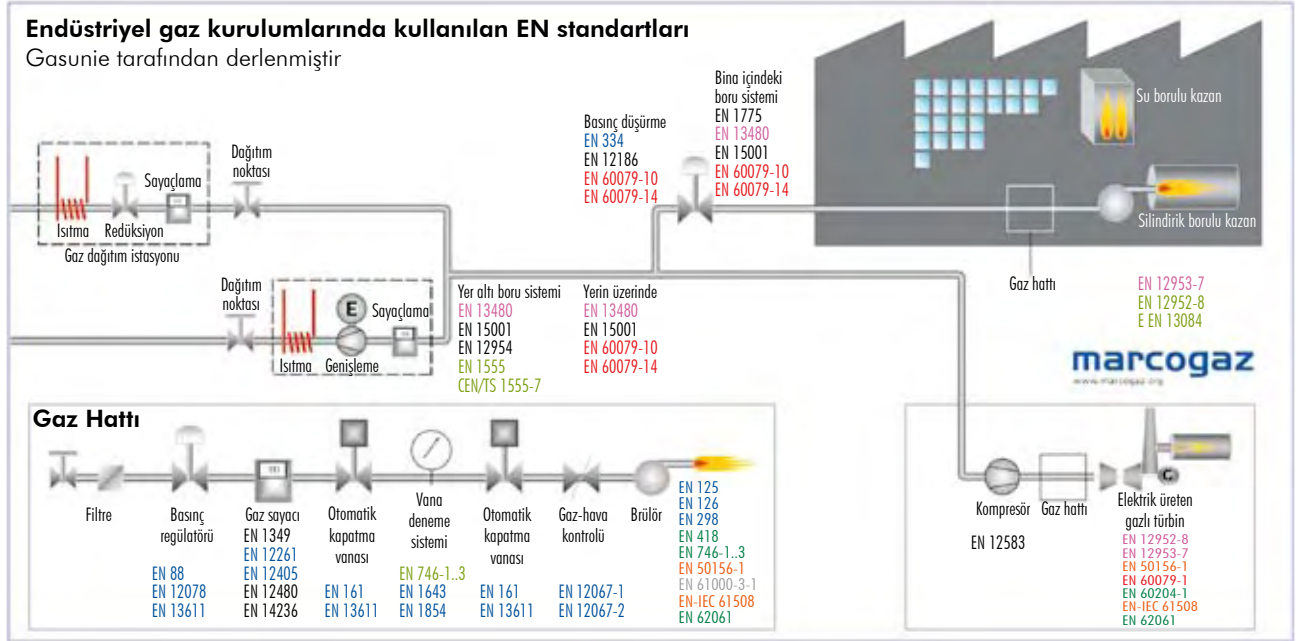 Endüstriyel gaz kurulumlarında kullanılan EN standartları
Gasunie tarafından derlenmiştir
Isıtma
Redüksiyon
Sayaçlama
Gaz dağıtım istasyonu
Dağıtım
noktası
Dağıtım
noktası
Isıtma
E
Genişleme
Sayaçlama
Yer altı boru sistemi
EN 13480
EN 15001
EN 12954
EN 1555
CEN/TS 1555-7
Yerin üzerinde
EN 13480
EN 15001
EN 60079-10
EN 60079-14
Basınç düşürme
EN 334
EN 12186
EN 60079-10
EN 60079-14
Bina içindeki
boru sistemi
EN 1775
EN 13480
EN 15001
EN 60079-10
EN 60079-14
Su borulu kazan
Silindirik borulu kazan
Gaz hattı
EN 12953-7
EN 12952-8
E EN 13084
marcogaz
www.marcogaz.org
Gaz Hattı
Filtre
Basınç
regülatörü
EN 88
EN 12078
EN 13611
Gaz sayacı
EN 1349
EN 12261
EN 12405
EN 12480
EN 14236
Otomatik
kapatma
vanası
EN 161
EN 13611
Vana
deneme
sistemi
EN 746-1..3
EN 1643
EN 1854
Otomatik
kapatma
vanası
EN 161
EN 13611
Gaz-hava
kontrolü
EN 12067-1
EN 12067-2
Brülör
EN 125
EN 126
EN 298
EN 418
EN 746-1..3
EN 50156-1
EN 61000-3-1
EN-IEC 61508
EN 62061
Kompresör
EN 12583
Gaz hattı
G
Elektrik üreten
gazlı türbin
EN 12952-8
EN 12953-7
EN 50156-1
EN 60079-1
EN 60204-1
EN-IEC 61508
EN 62061